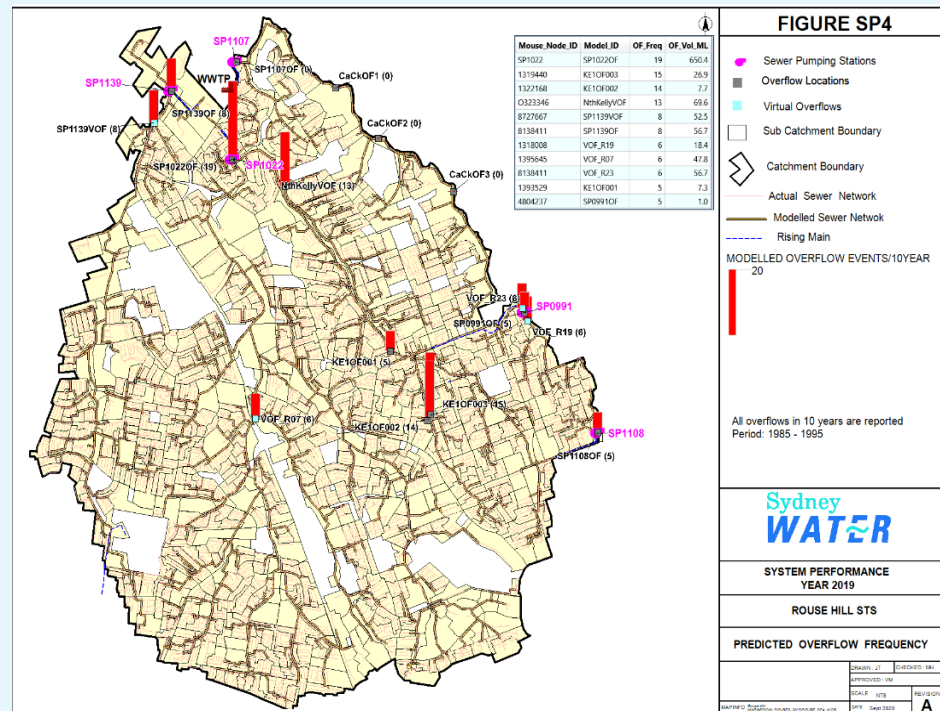 FIGURE SP4
Mouse_Node_ID Model_ID OF_Freq OF_Vol_ML
SP1022 SP1022OF 19 650.4
1319440 KE1OF003 15 26.9
1322168 KE1OF002 14 7.7
O323346 NthKellyVOF 13 69.6
8727667 SP1139VOF 8 52.5
8138411 SP1139OF 8 56.7
1318008 VOF_R19 6 18.4
1395645 VOF_R07 6 47.8
8138411 VOF_R23 6 56.7
1393529 KE1OF001 5 7.3
4804237 SP0991OF 5 1.0
SP1107
SP1107OF (0)
SP1139
WWTP
CaCkOF1 (0)
SP1139OF (8)
SP1139VOF (8)
CaCkOF2 (0)
SP1022OF (19)
SP1022
NthKellyVOF (13)
CaCkOF3 (0)
VOF_R23 (6)
SP0991
SP0991OF (5)
VOF_R19 (6)
KE1OF001 (5)
KE1OF003 (15)
VOF_R07 (6)
KE1OF002 (14)
SP1108
SP1108OF (5)
Sewer Pumping Stations
Overflow Locations
Virtual Overflows
Sub Catchment Boundary
Catchment Boundary
Actual Sewer Network
Modelled Sewer Netwok
Rising Main
MODELLED OVERFLOW EVENTS/10YEAR
20
All overflows in 10 years are reported
Period: 1985 - 1995
Sydney
WATER
SYSTEM PERFORMANCE
YEAR 2019
ROUSE HILL STS
PREDICTED OVERFLOW FREQUENCY
DRAWN: JT CHECKED: MH
APPROVED: VM
SCALE NTS REVISION
DATE Sept 2020 A